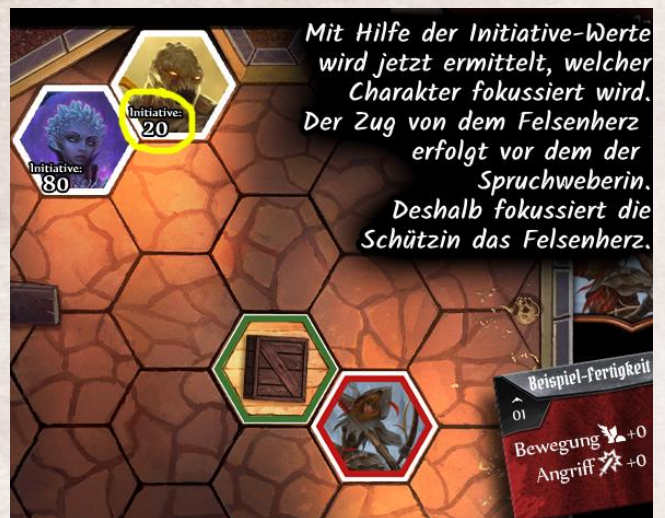 Mit Hilfe der Initiative-Werte
wird jetzt ermittelt, welcher
Charakter fokussiert wird.
Der Zug von dem Felsenherz
erfolgt vor dem der
Spruchweberin.
Deshalb fokussiert die
Schützin das Felsenherz.
Initiative:
20
Initiative:
80
Beispiel-Fertigkeit
01
Bewegung +0
Angriff +0